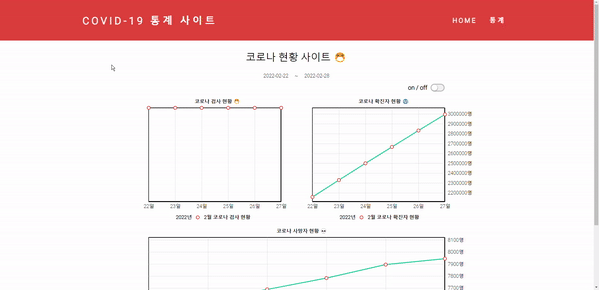 COVID-19 통계 사이트
HOME 통계
코로나 현황 사이트 😷
2022-02-22 ~ 2022-02-28
on / off
코로나 검사 현황
코로나 확진자 현황
3000000명
2900000명
2800000명
2700000명
2600000명
2500000명
2400000명
2300000명
2200000명
22일 23일 24일 25일 26일 27일
22일 23일 24일 25일 26일 27일
2022년 2월 코로나 검사 현황
2022년 2월 코로나 확진자 현황
코로나 사망자 현황
8100명
8000명
7900명
7800명
7700명